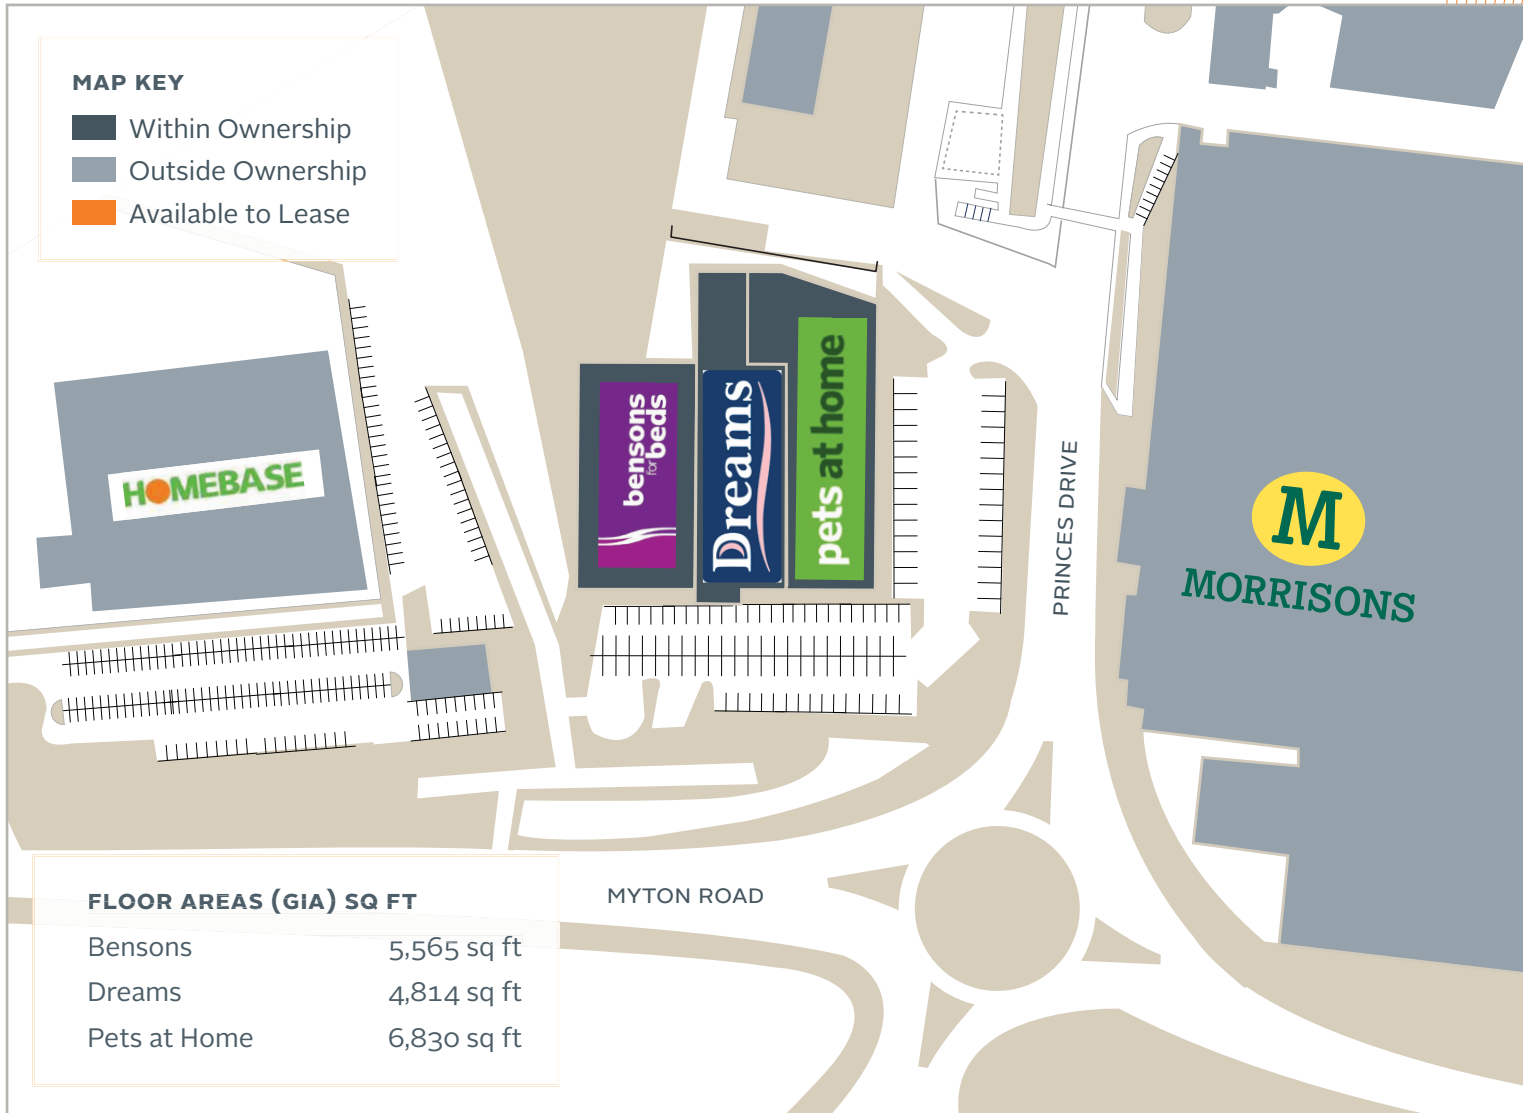 MAP KEY
Within Ownership
Outside Ownership
Available to Lease
HOMEBASE
bensons
for beds
Dreams
pets at home
PRINCES DRIVE
M
MORRISONS
MYTON ROAD
FLOOR AREAS (GIA) SQ FT
Bensons 5,565 sq ft
Dreams 4,814 sq ft
Pets at Home 6,830 sq ft